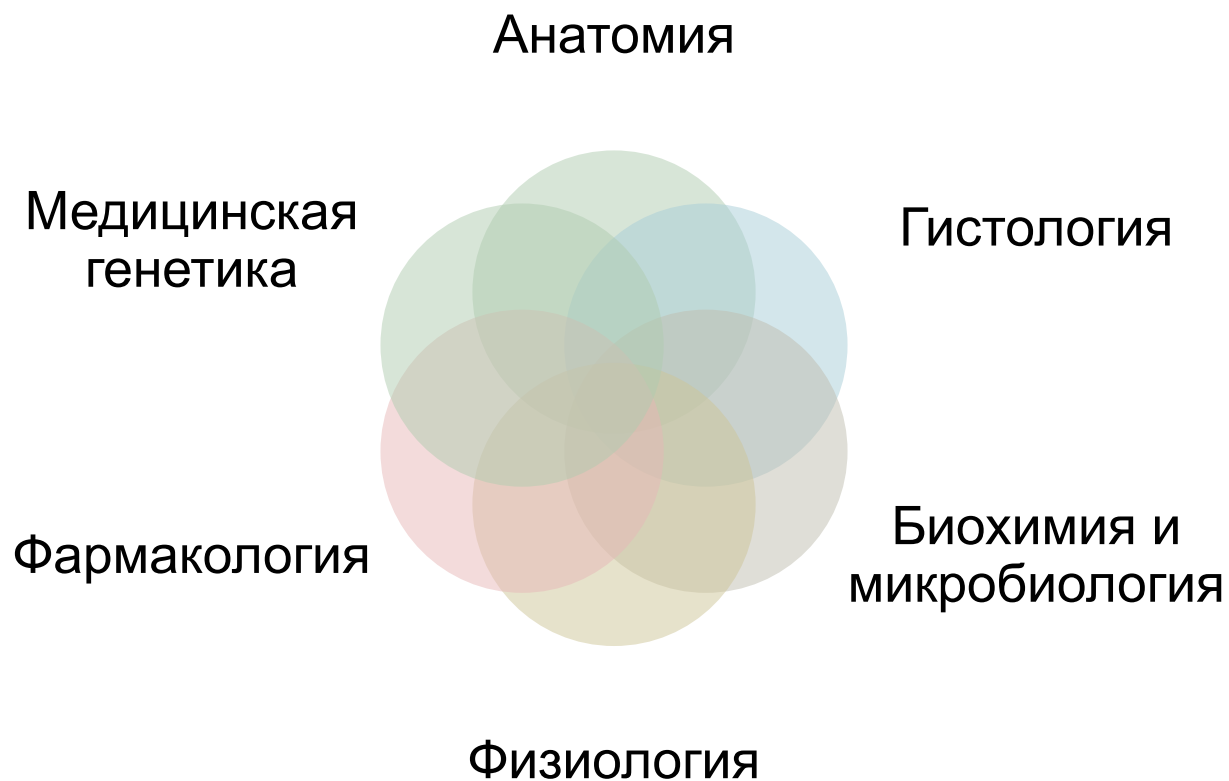 Анатомия
Медицинская
генетика
Гистология
Фармакология
Биохимия и
микробиология
Физиология